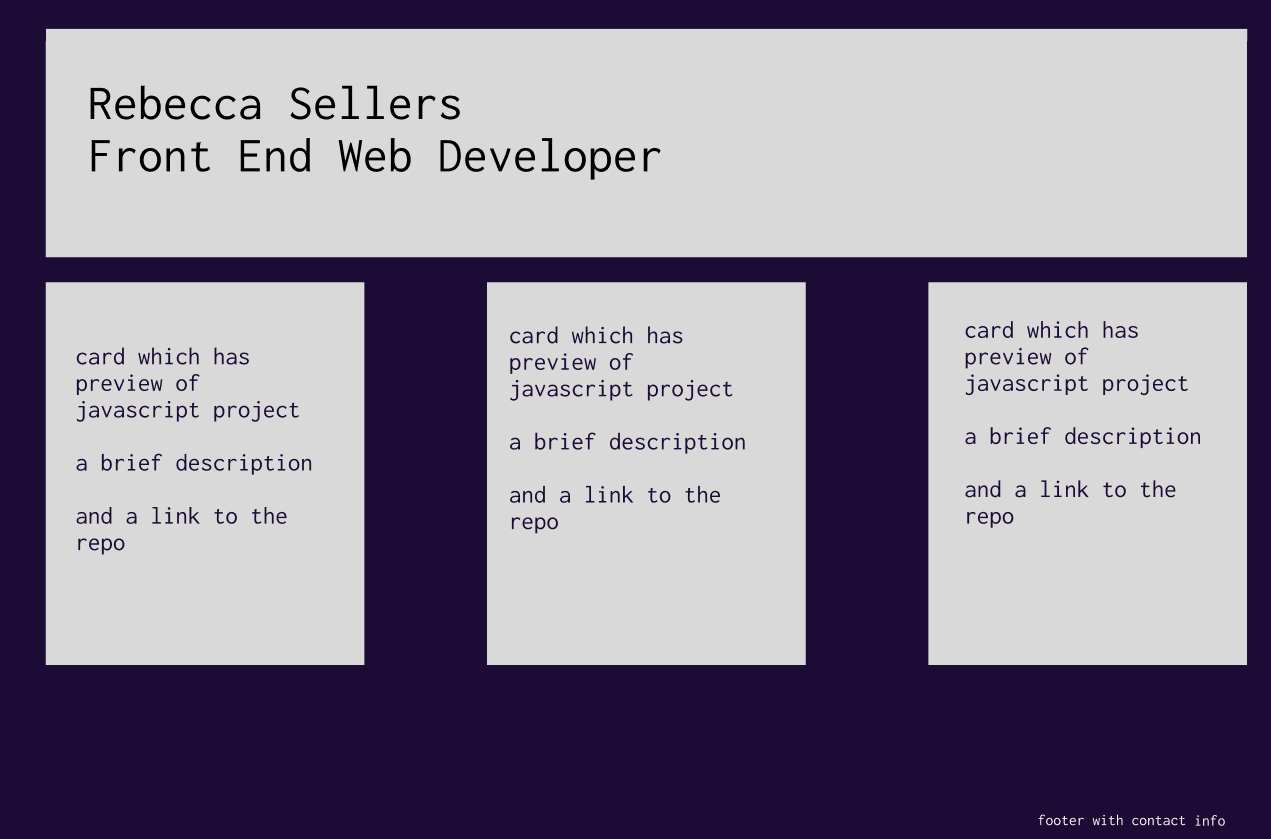 Rebecca Sellers
Front End Web Developer
card which has
preview of
javascript project
a brief description
and a link to the
repo
card which has
preview of
javascript project
a brief description
and a link to the
repo
card which has
preview of
javascript project
a brief description
and a link to the
repo
footer with contact info